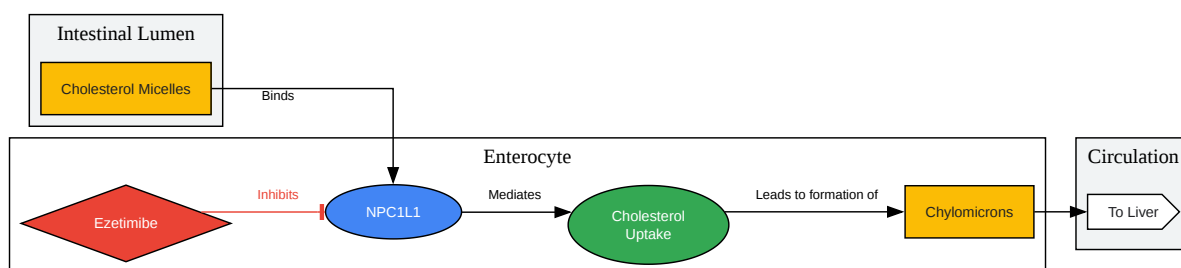 Intestinal Lumen
Cholesterol Micelles
Binds
Enterocyte
Circulation
Ezetimibe
Inhibits
NPC1L1
Mediates
Cholesterol
Uptake
Leads to formation of
Chylomicrons
To Liver